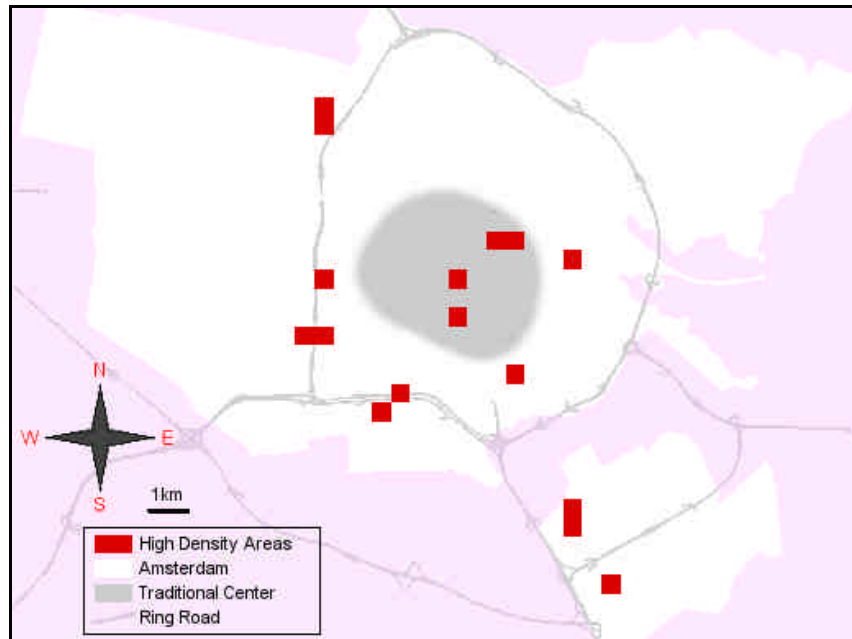 N
W E
S
1km
High Density Areas
Amsterdam
Traditional Center
Ring Road